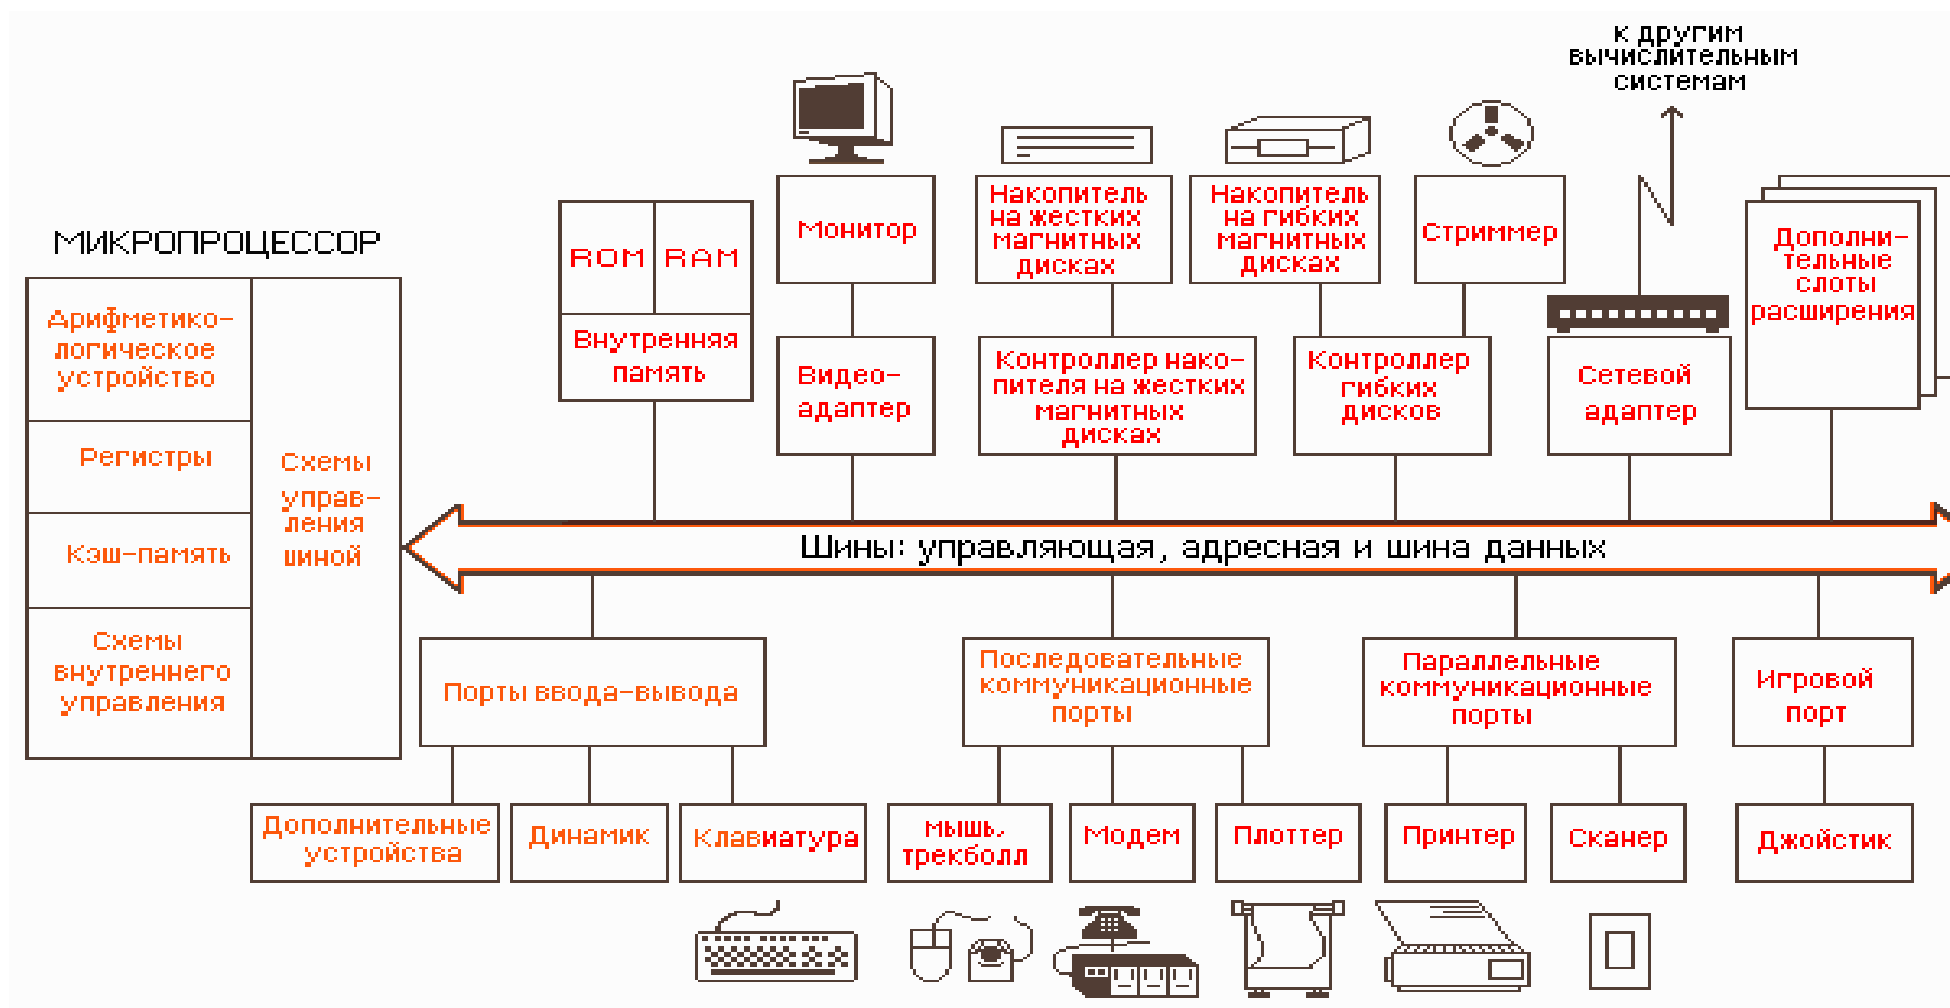 к другим
вычислительным
системам
МИКРОПРОЦЕССОР
Арифметико-
логическое
устройство
Регистры
Кэш-память
Схемы
внутреннего
управления
Схемы
управ-
ления
шиной
ROM
RAM
Внутренняя
память
Монитор
Видео-
адаптер
Накопитель
на жестких
магнитных
дисках
Контроллер нако-
пителя на жестких
магнитных
дисках
Накопитель
на гибких
магнитных
дисках
Стриммер
Контроллер
гибких
дисков
Сетевой
адаптер
Дополни-
тельные
слоты
расширения
Шины: управляющая, адресная и шина данных
Порты ввода-вывода
Последовательные
коммуникационные
порты
Параллельные
коммуникационные
порты
Игровой
порт
Дополнительные
устройства
Динамик
Клавиатура
мышь,
трекболл
Модем
Плоттер
Принтер
Сканер
Джойстик